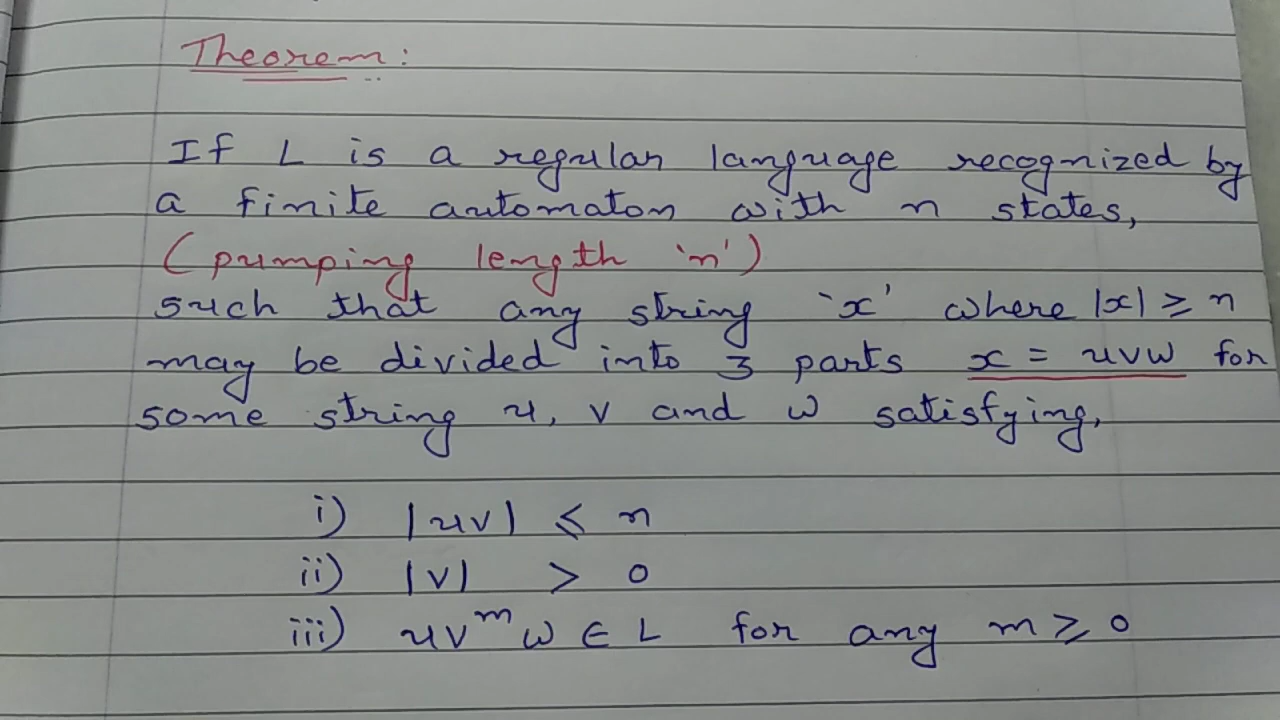 Theorem:
If L is a regular language recognized by
a finite automaton with n states,
(pumping length 'n')
such that any string 'x' where |x| ≥ n
may be divided into 3 parts x = uvw for
some string u, v and w satisfying,
i) |uv| ≤ n
ii) |v| > 0
iii) uv^m w ∈ L for any m ≥ 0